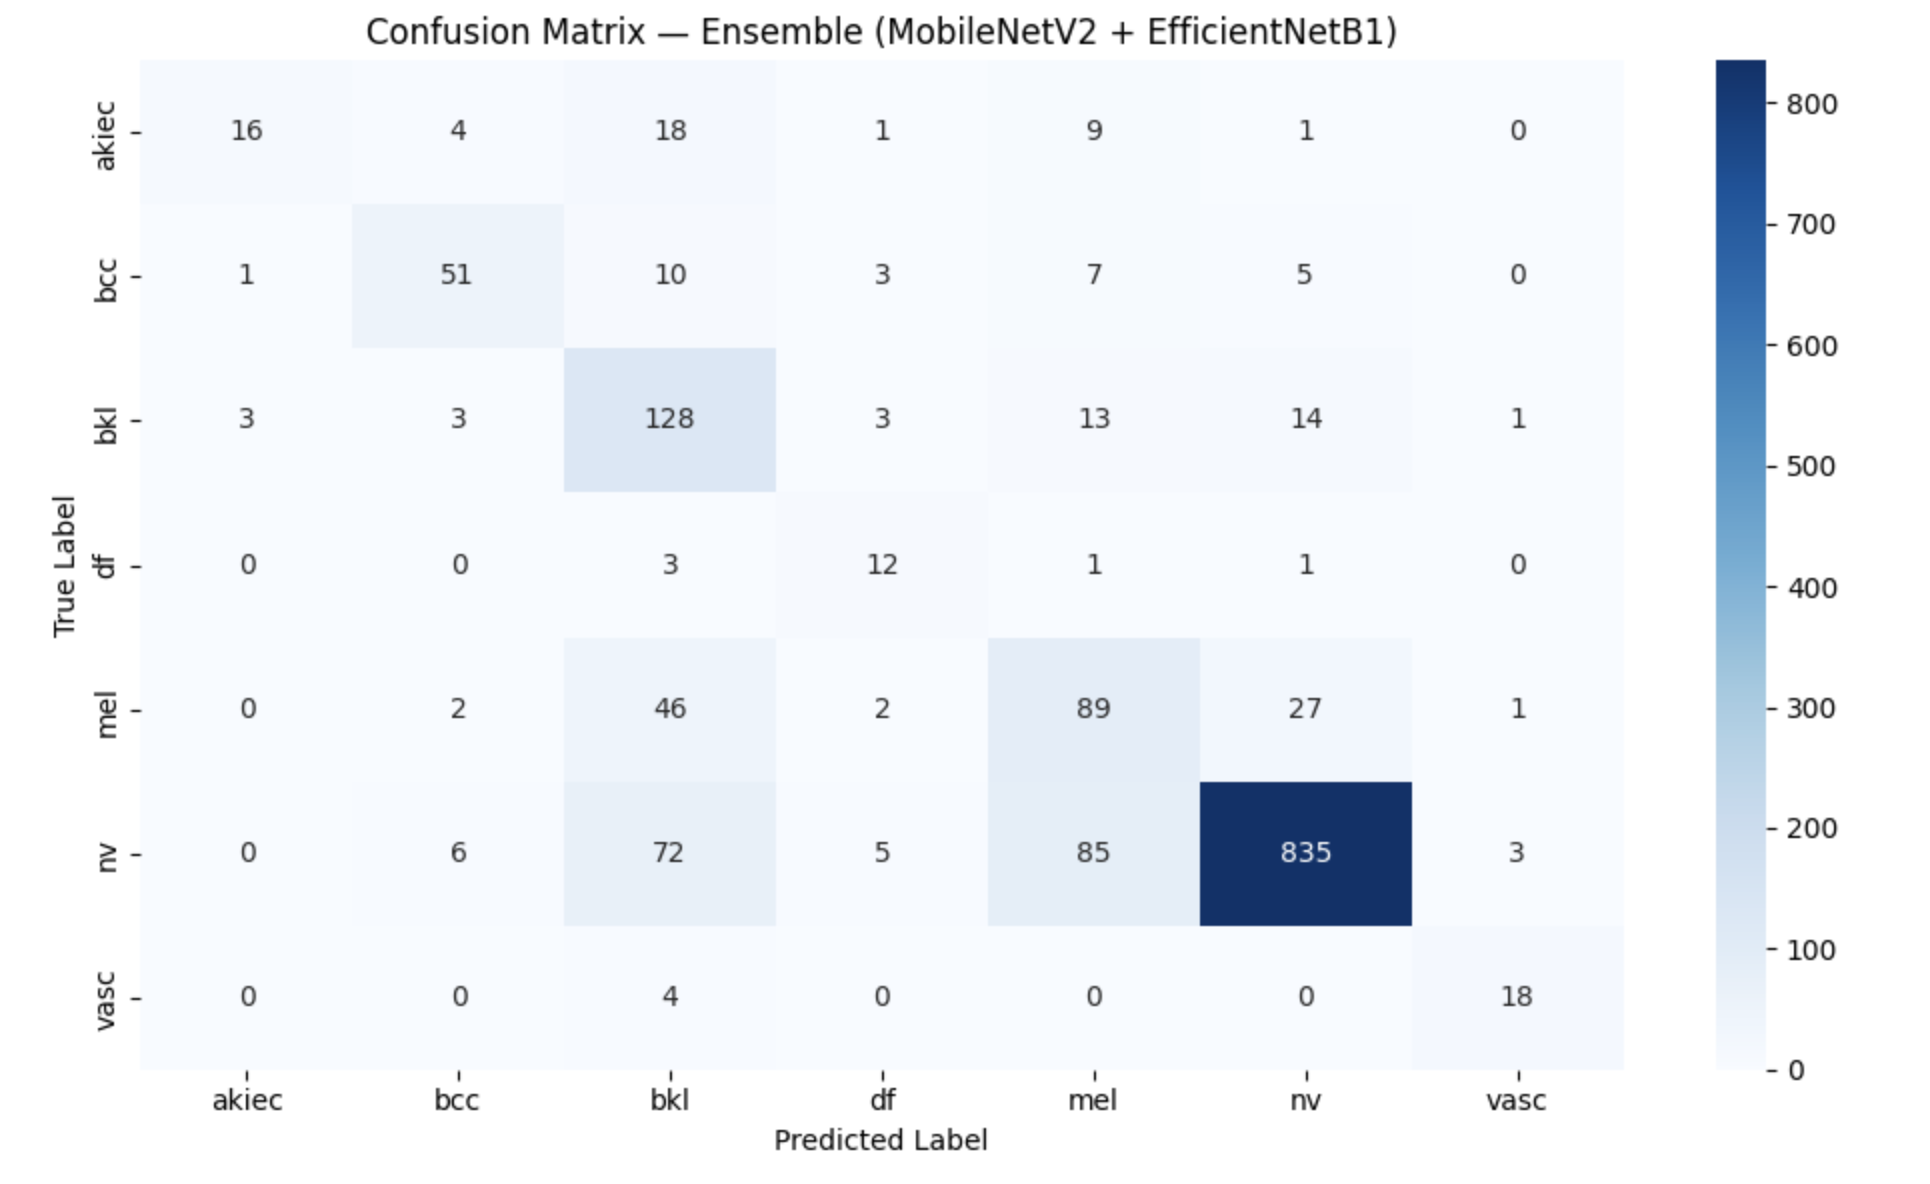 Confusion Matrix — Ensemble (MobileNetV2 + EfficientNetB1)
True Label
akiec 16 4 18 1 9 1 0
bcc 1 51 10 3 7 5 0
bkl 3 3 128 3 13 14 1
df 0 0 3 12 1 1 0
mel 0 2 46 2 89 27 1
nv 0 6 72 5 85 835 3
vasc 0 0 4 0 0 0 18
akiec bcc bkl df mel nv vasc
Predicted Label
800
700
600
500
400
300
200
100
0